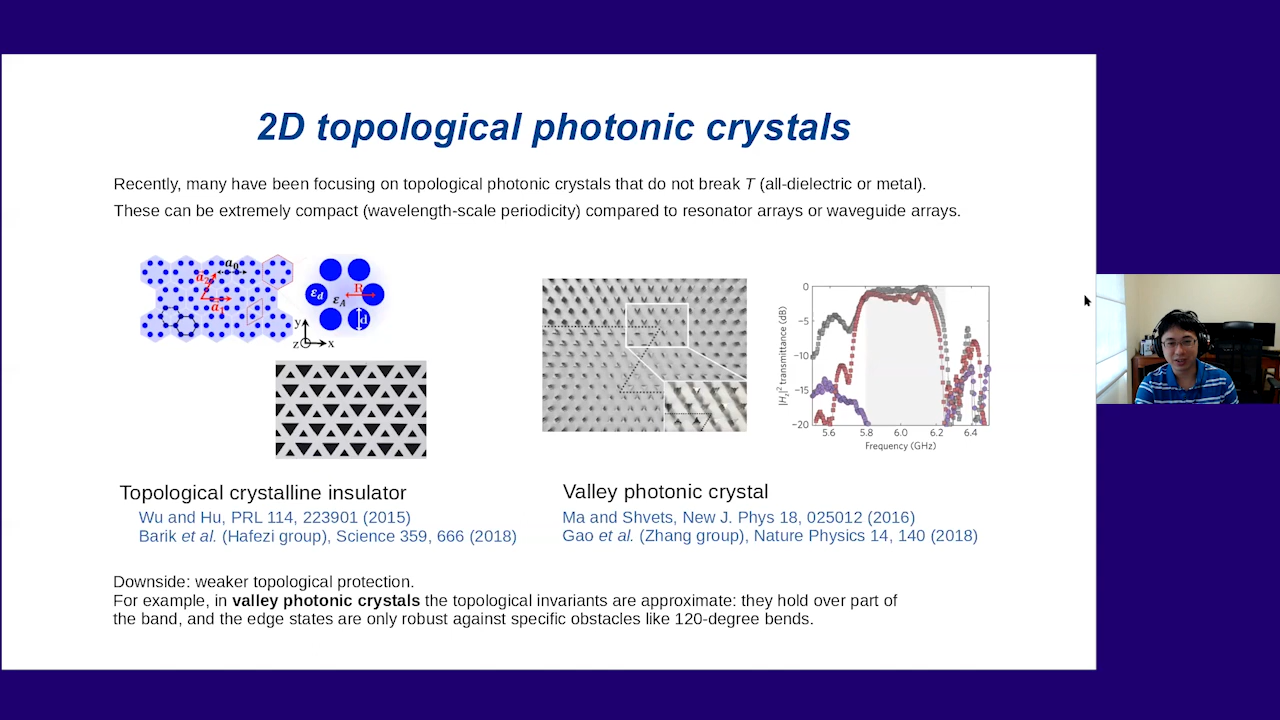 2D topological photonic crystals
Recently, many have been focusing on topological photonic crystals that do not break T (all-dielectric or metal).
These can be extremely compact (wavelength-scale periodicity) compared to resonator arrays or waveguide arrays.
a₀
a₂
a₁
y
z
x
εd
εA
R
d
|Hz|² transmittance (dB)
0
−5
−10
−15
−20
5.6 5.8 6.0 6.2 6.4
Frequency (GHz)
Topological crystalline insulator
Wu and Hu, PRL 114, 223901 (2015)
Barik et al. (Hafezi group), Science 359, 666 (2018)
Valley photonic crystal
Ma and Shvets, New J. Phys 18, 025012 (2016)
Gao et al. (Zhang group), Nature Physics 14, 140 (2018)
Downside: weaker topological protection.
For example, in valley photonic crystals the topological invariants are approximate: they hold over part of
the band, and the edge states are only robust against specific obstacles like 120-degree bends.